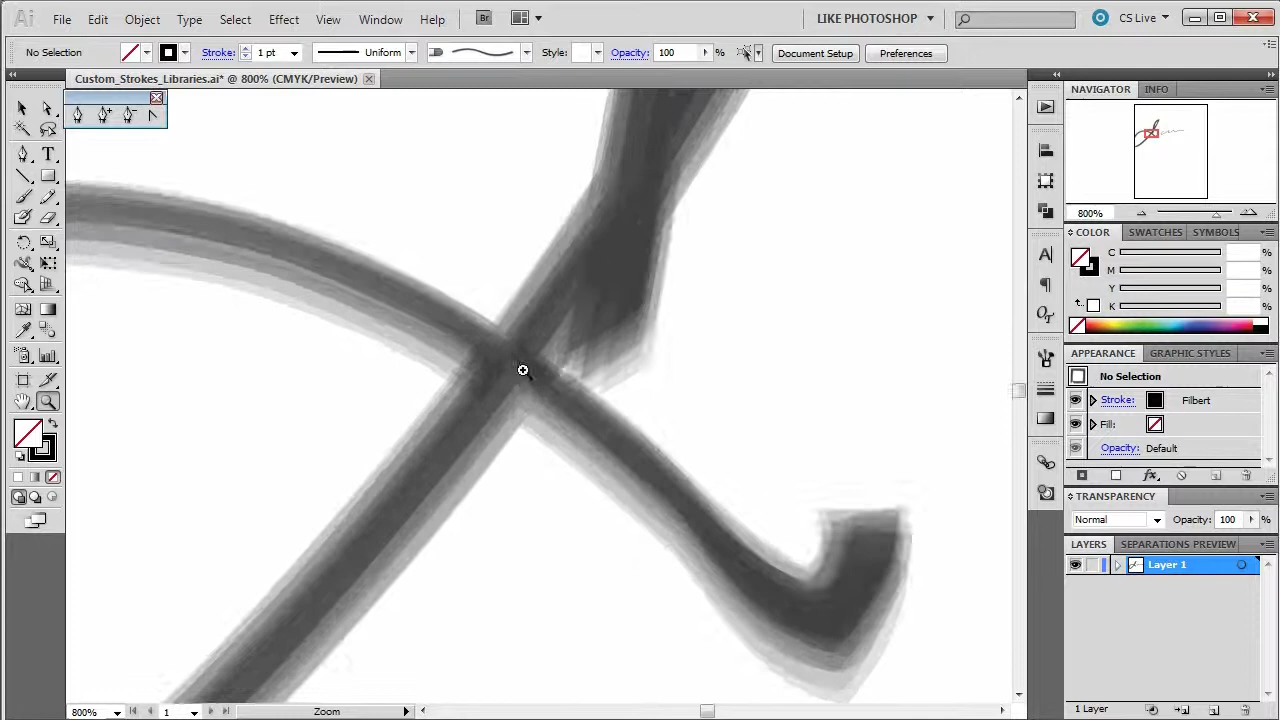 Ai File Edit Object Type Select Effect View Window Help Br LIKE PHOTOSHOP CS Live
No Selection Stroke: 1 pt Uniform Style: Opacity: 100 % Document Setup Preferences
Custom_Strokes_Libraries.ai* @ 800% (CMYK/Preview)
NAVIGATOR INFO
800%
COLOR SWATCHES SYMBOLS
C %
M %
Y %
K %
APPEARANCE GRAPHIC STYLES
No Selection
Stroke: Filbert
Fill:
Opacity: Default
TRANSPARENCY
Normal Opacity: 100 %
LAYERS SEPARATIONS PREVIEW
Layer 1
800% 1 Zoom
1 Layer